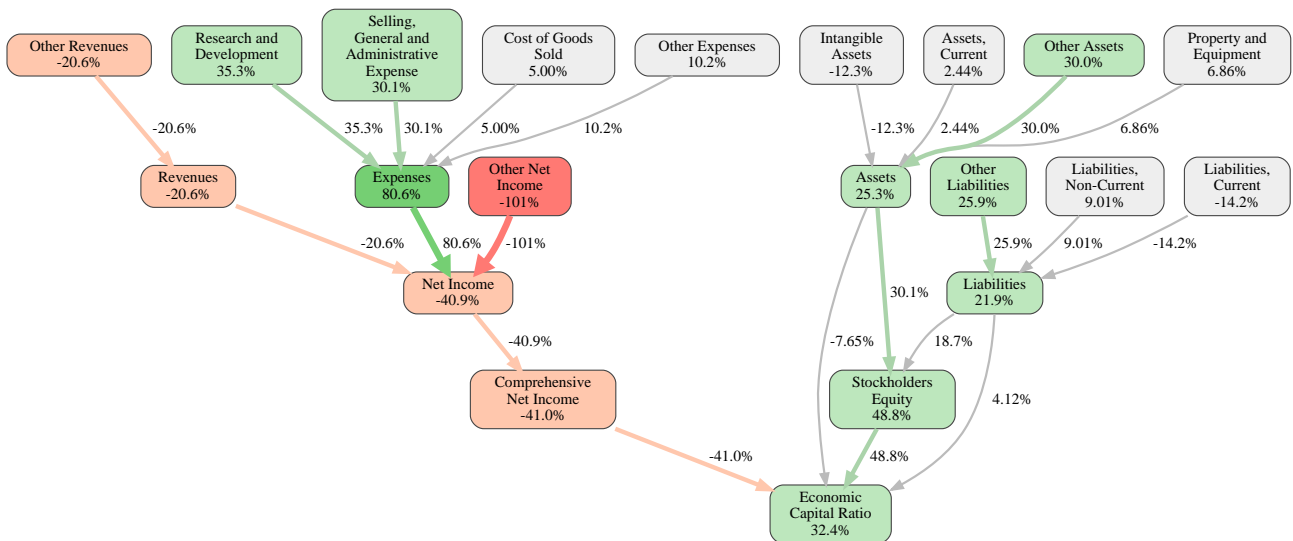 Other Revenues
-20.6%
Research and
Development
35.3%
Selling,
General and
Administrative
Expense
30.1%
Cost of Goods
Sold
5.00%
Other Expenses
10.2%
Intangible
Assets
-12.3%
Assets,
Current
2.44%
Other Assets
30.0%
Property and
Equipment
6.86%
-20.6%
35.3%
30.1%
5.00%
10.2%
-12.3%
2.44%
30.0%
6.86%
Revenues
-20.6%
Expenses
80.6%
Other Net
Income
-101%
Assets
25.3%
Other
Liabilities
25.9%
Liabilities,
Non-Current
9.01%
Liabilities,
Current
-14.2%
-20.6%
80.6%
-101%
25.9%
9.01%
-14.2%
Net Income
-40.9%
Liabilities
21.9%
30.1%
-40.9%
-7.65%
18.7%
Comprehensive
Net Income
-41.0%
Stockholders
Equity
48.8%
4.12%
-41.0%
48.8%
Economic
Capital Ratio
32.4%